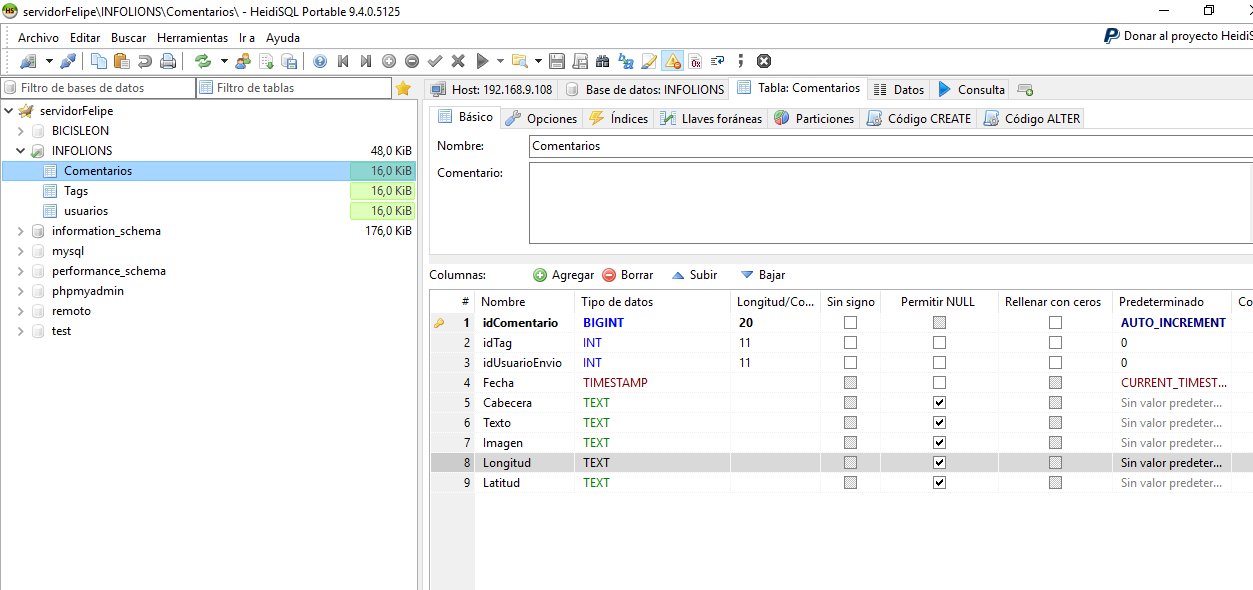 servidorFelipe\INFOLIONS\Comentarios\ - HeidiSQL Portable 9.4.0.5125
Archivo Editar Buscar Herramientas Ir a Ayuda
Donar al proyecto HeidiS
Filtro de bases de datos Filtro de tablas
Host: 192.168.9.108 Base de datos: INFOLIONS Tabla: Comentarios Datos Consulta
servidorFelipe
BICISLEON
INFOLIONS 48,0 KiB
Comentarios 16,0 KiB
Tags 16,0 KiB
usuarios 16,0 KiB
information_schema 176,0 KiB
mysql
performance_schema
phpmyadmin
remoto
test
Básico Opciones Índices Llaves foráneas Particiones Código CREATE Código ALTER
Nombre: Comentarios
Comentario:
Columnas: Agregar Borrar Subir Bajar
# Nombre Tipo de datos Longitud/Co... Sin signo Permitir NULL Rellenar con ceros Predeterminado Co
1 idComentario BIGINT 20 AUTO_INCREMENT
2 idTag INT 11 0
3 idUsuarioEnvio INT 11 0
4 Fecha TIMESTAMP CURRENT_TIMEST...
5 Cabecera TEXT Sin valor predeter...
6 Texto TEXT Sin valor predeter...
7 Imagen TEXT Sin valor predeter...
8 Longitud TEXT Sin valor predeter...
9 Latitud TEXT Sin valor predeter...